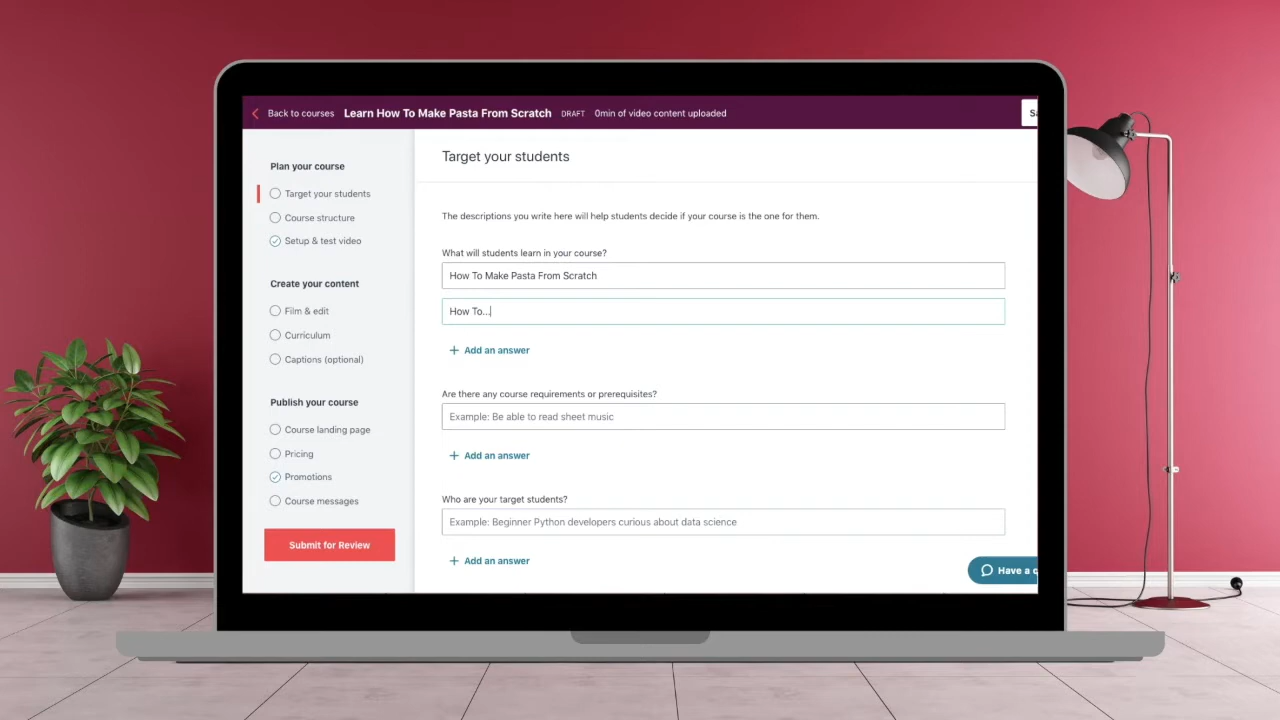 Back to courses Learn How To Make Pasta From Scratch DRAFT 0min of video content uploaded
Plan your course
Target your students
Course structure
Setup & test video
Create your content
Film & edit
Curriculum
Captions (optional)
Publish your course
Course landing page
Pricing
Promotions
Course messages
Submit for Review
Target your students
The descriptions you write here will help students decide if your course is the one for them.
What will students learn in your course?
How To Make Pasta From Scratch
How To...
+ Add an answer
Are there any course requirements or prerequisites?
Example: Be able to read sheet music
+ Add an answer
Who are your target students?
Example: Beginner Python developers curious about data science
+ Add an answer
Have a